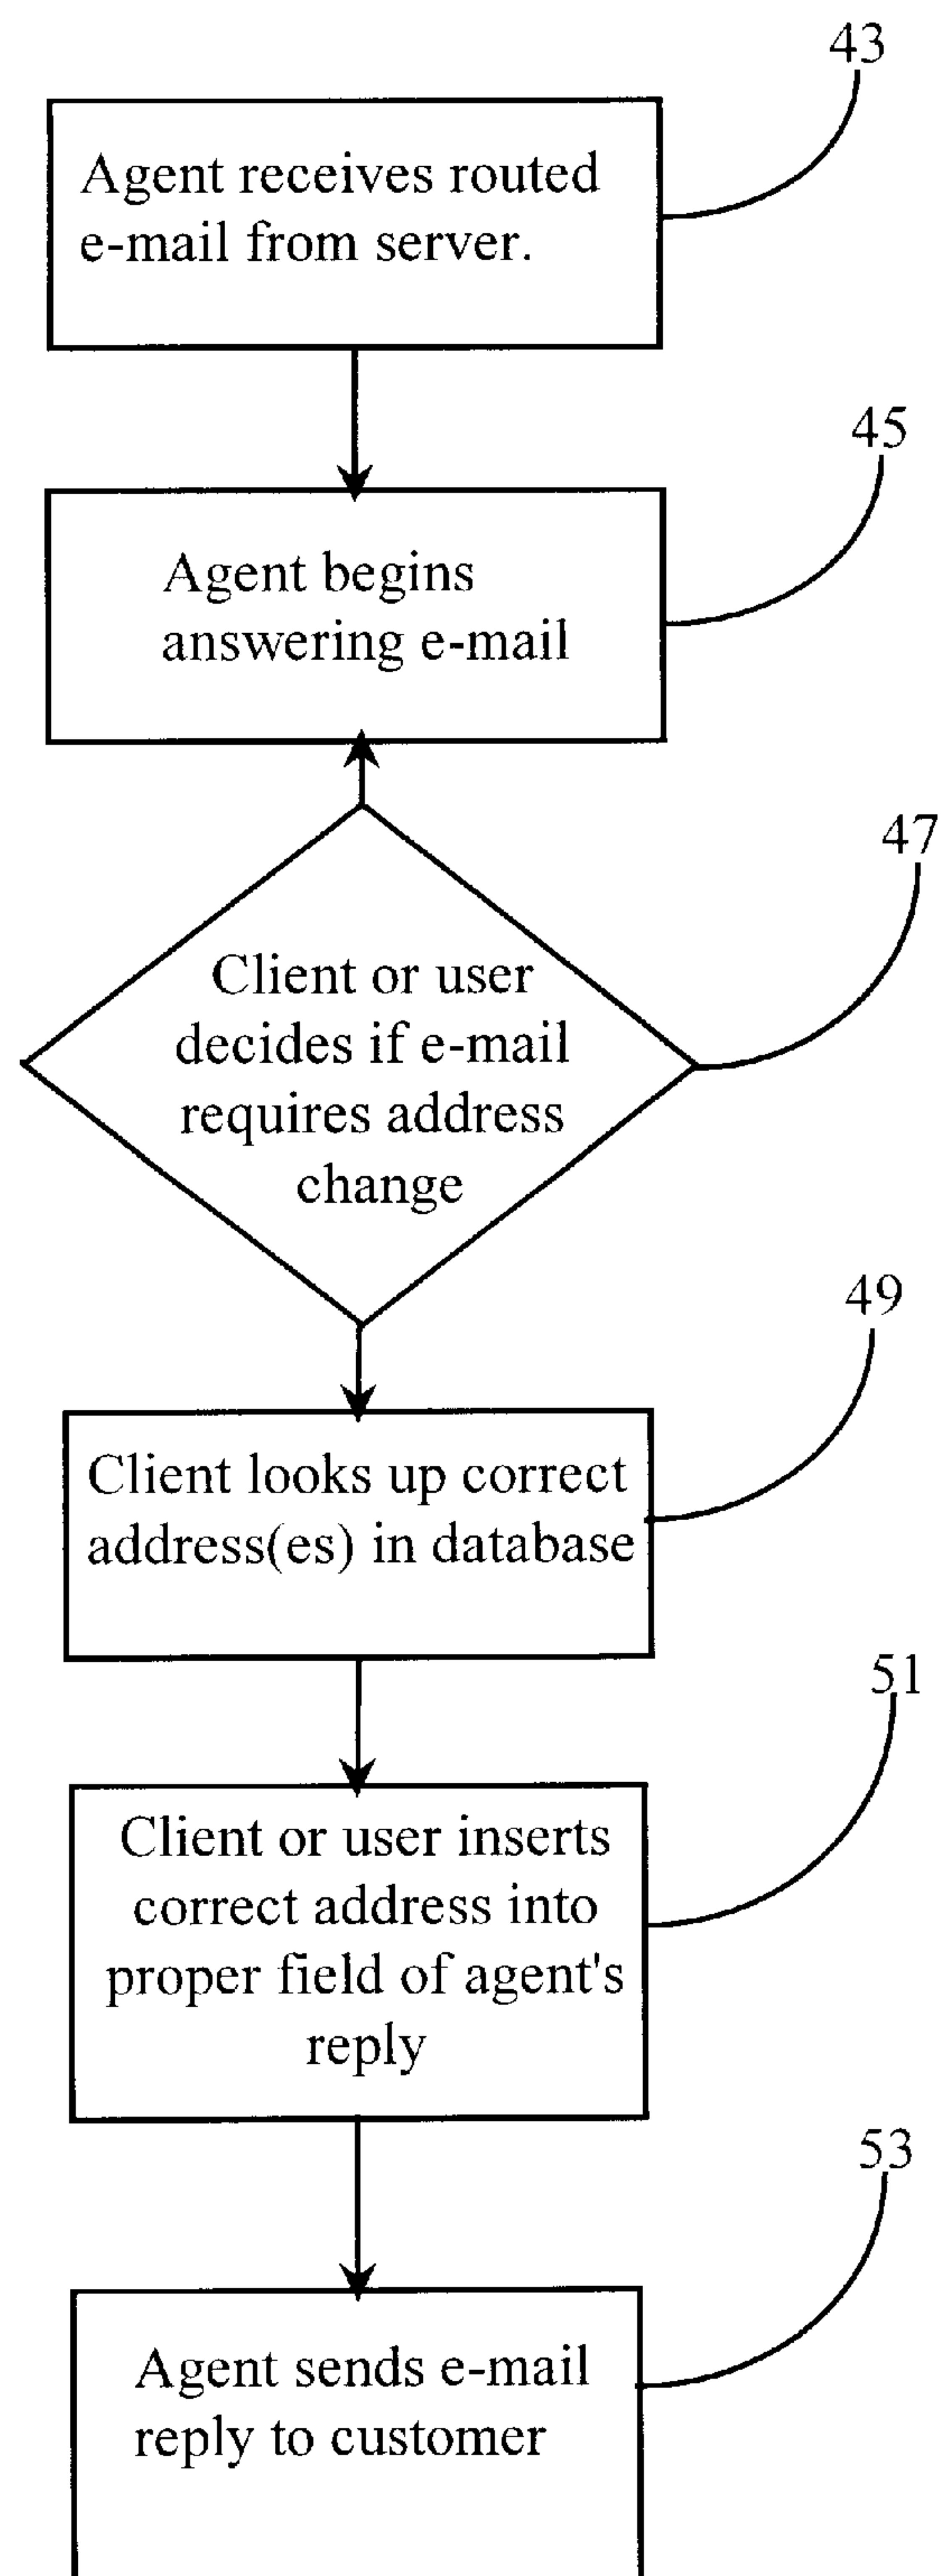 43
Agent receives routed
e-mail from server.
45
Agent begins
answering e-mail
47
Client or user
decides if e-mail
requires address
change
49
Client looks up correct
address(es) in database
51
Client or user inserts
correct address into
proper field of agent's
reply
53
Agent sends e-mail
reply to customer